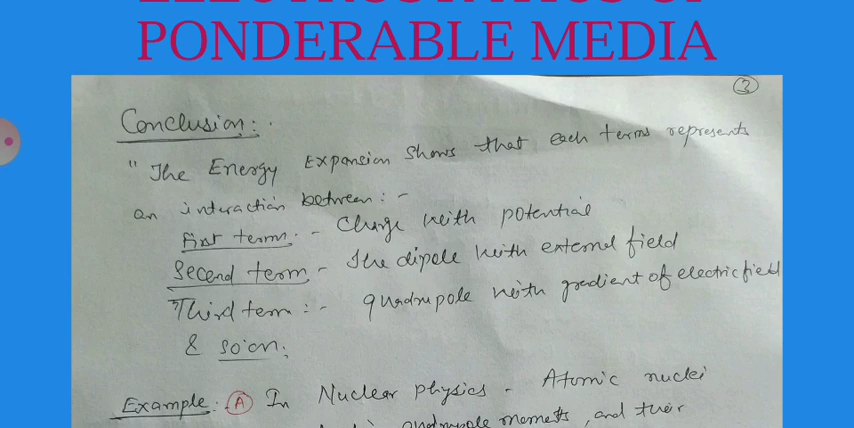 PONDERABLE MEDIA
3
Conclusion:
" The Energy Expansion shows that each terms represents
an interaction between: -
First term: - Charge with potential
Second term - The dipole with external field
Third term: - quadrupole with gradient of electric field
& so on:
Example: A In Nuclear physics - Atomic nuclei
quadrupole moments, and their